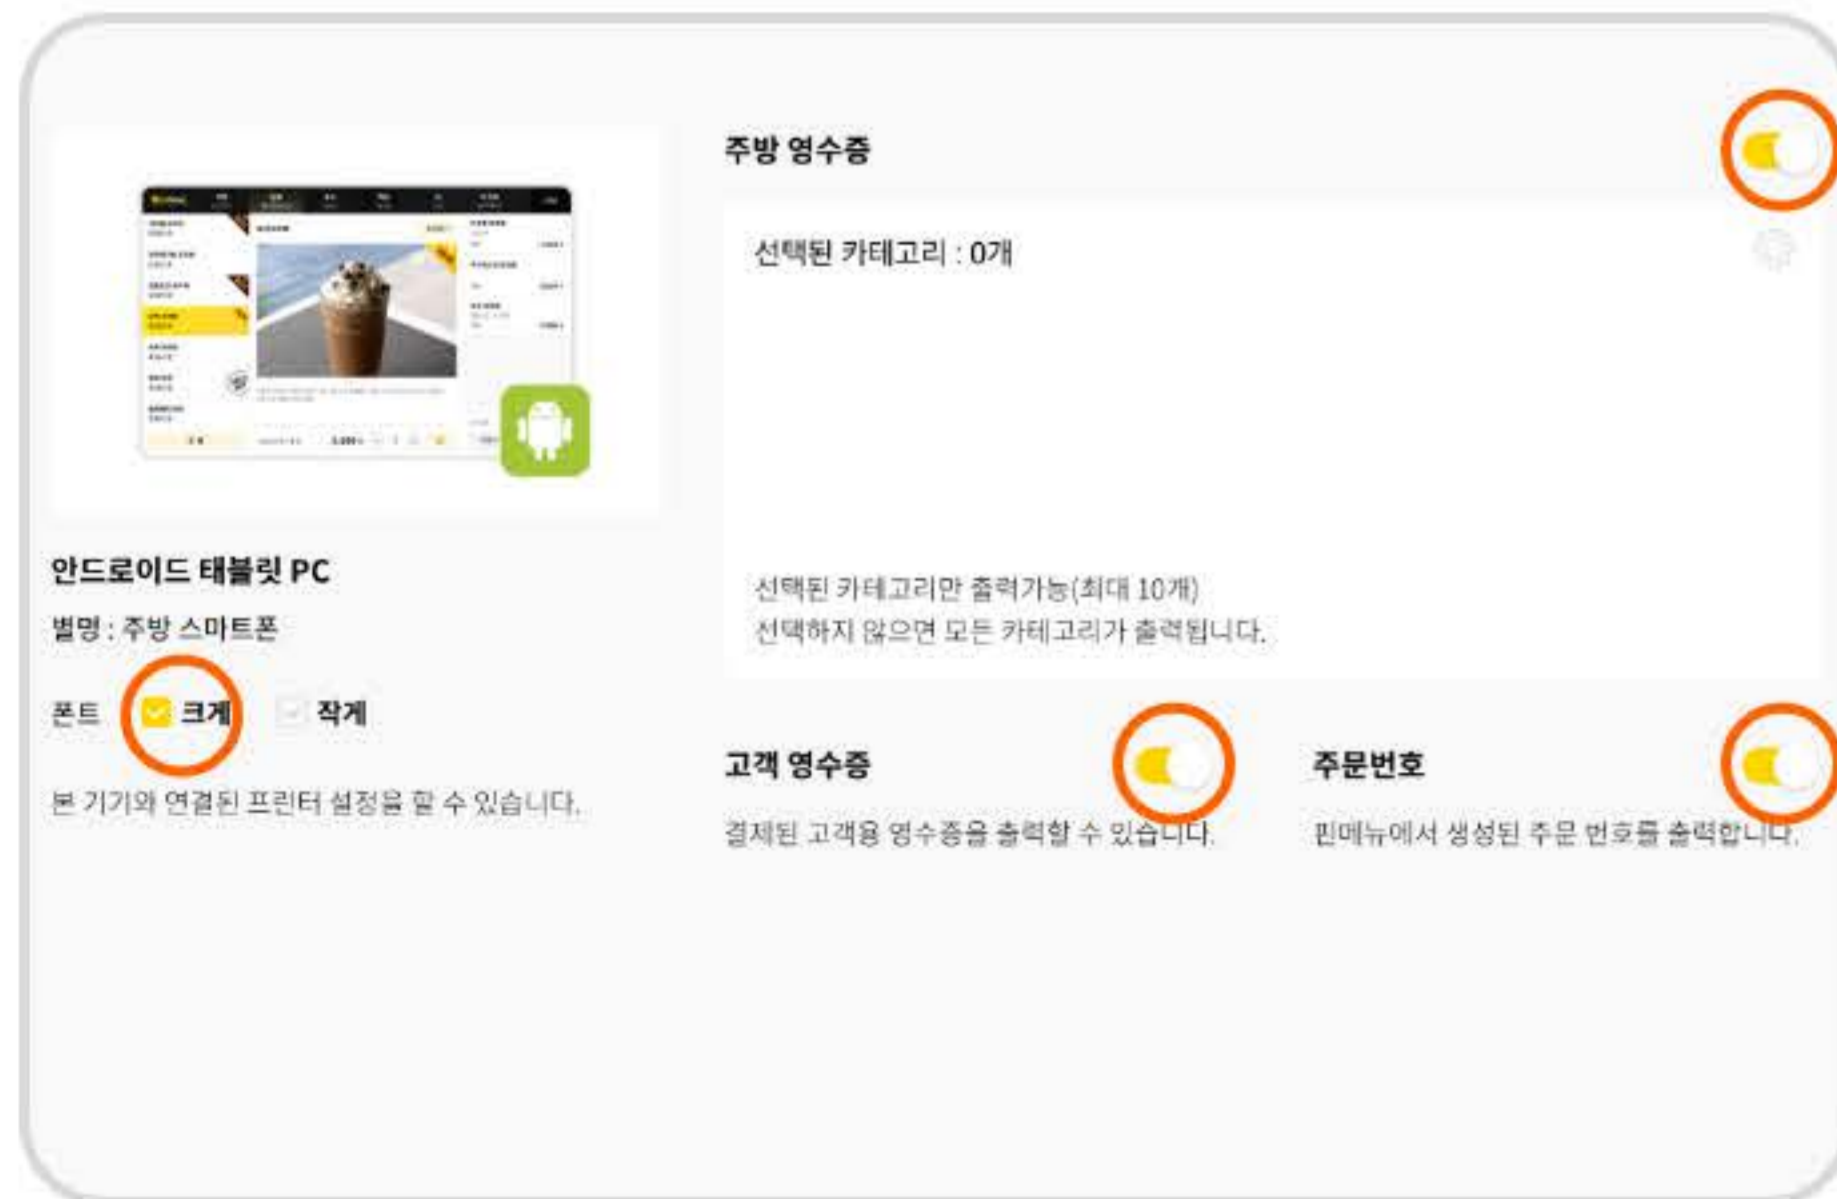 안드로이드 태블릿 PC
별명 : 주방 스마트폰
폰트 크게 작게
본 기기와 연결된 프린터 설정을 할 수 있습니다.
주방 영수증
선택된 카테고리 : 0개
선택된 카테고리만 출력가능(최대 10개)
선택하지 않으면 모든 카테고리가 출력됩니다.
고객 영수증
결제된 고객용 영수증을 출력할 수 있습니다.
주문번호
핀메뉴에서 생성된 주문 번호를 출력합니다.